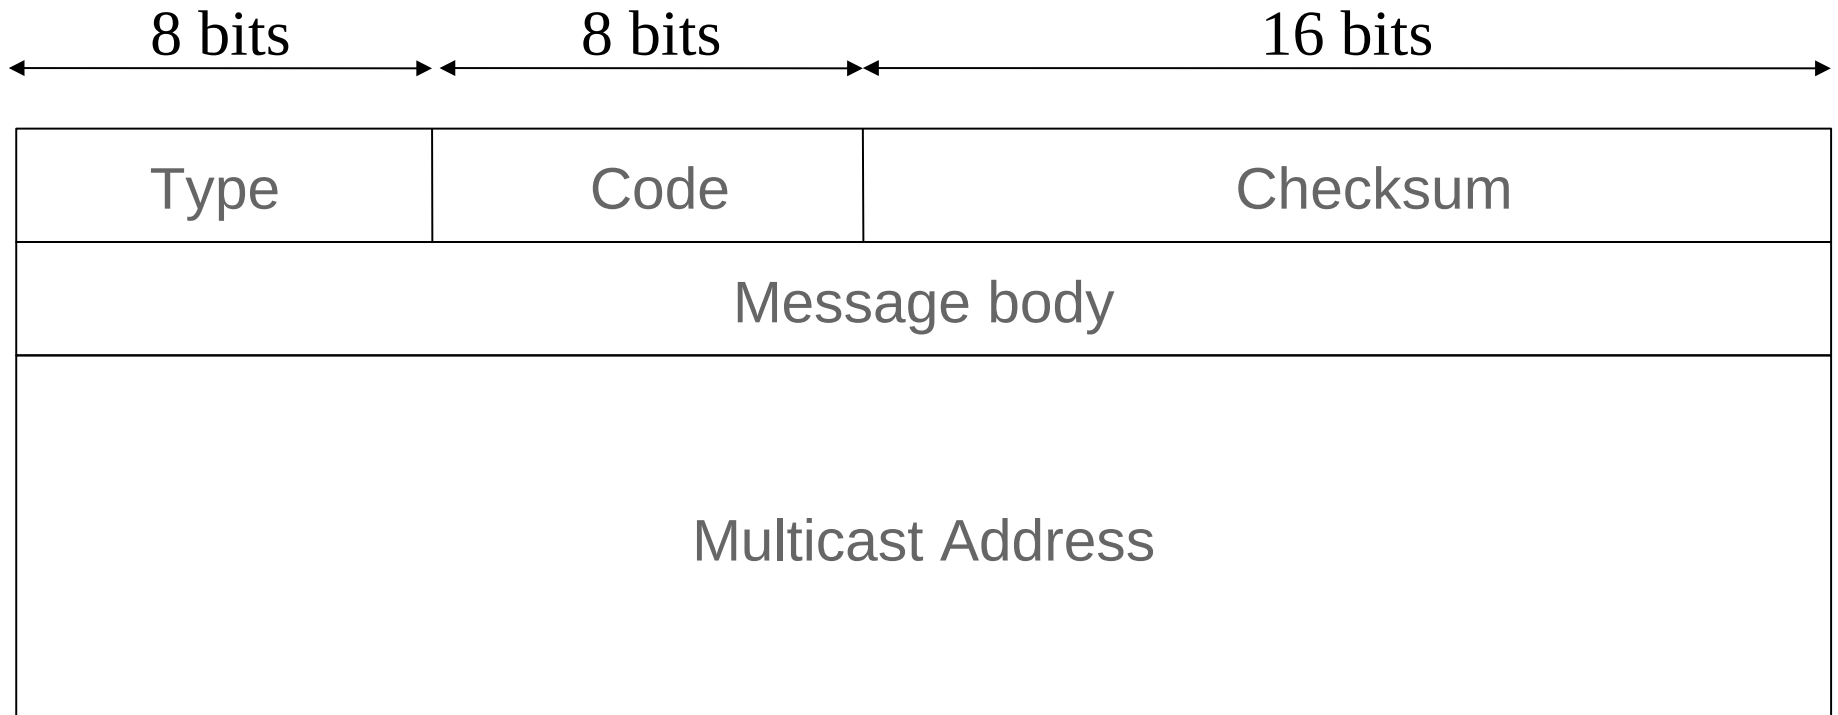 8 bits 8 bits 16 bits
Type Code Checksum
Message body
Multicast Address